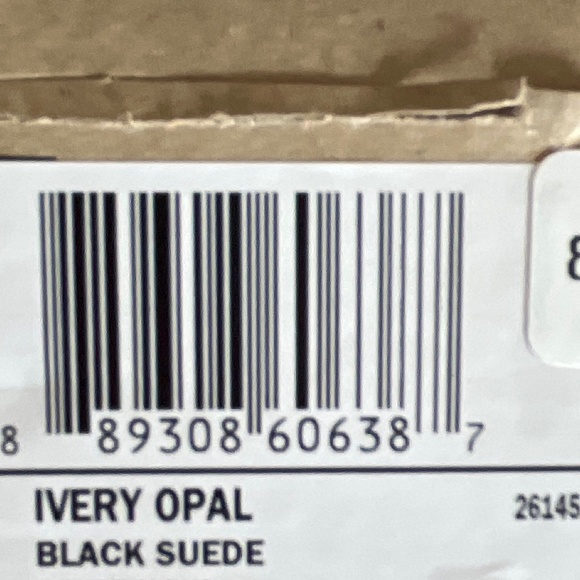 8 89308 60638 7
IVERY OPAL 26145
BLACK SUEDE